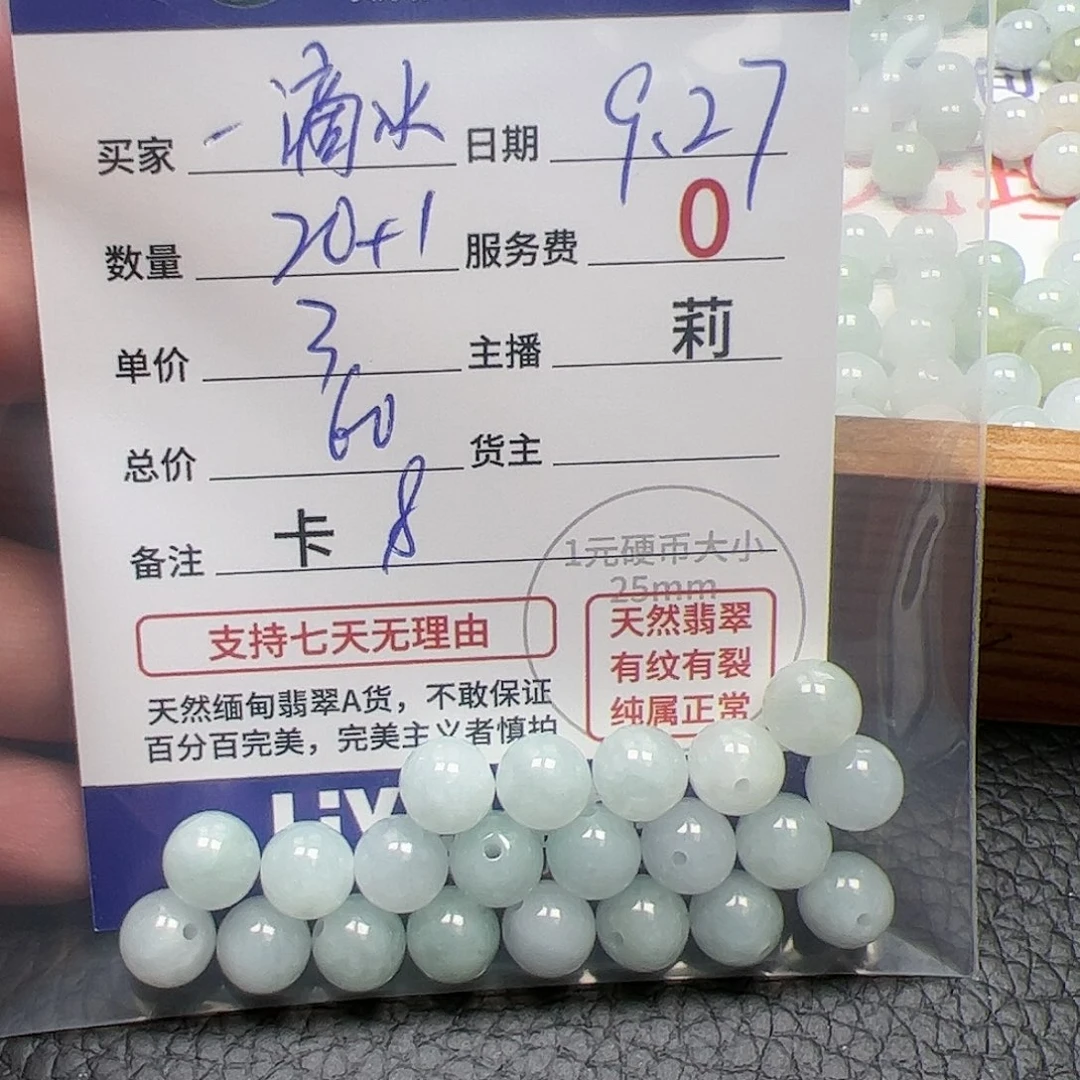 买家 一滴水 日期 9.27
数量 20+1 服务费 0
单价 3 主播 莉
总价 60 货主
备注 卡 8
1元硬币大小
25mm
支持七天无理由
天然翡翠
有纹有裂
纯属正常
天然缅甸翡翠A货，不敢保证
百分百完美，完美主义者慎拍